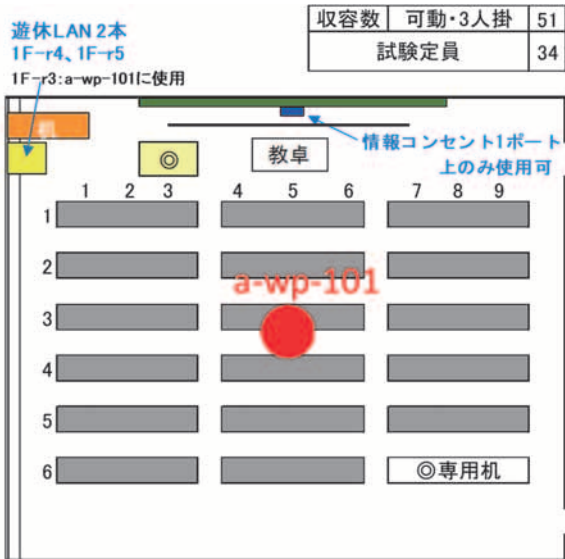 収容数 可動・3人掛 51
試験定員 34
遊休LAN 2本
1F-r4、1F-r5
1F-r3:a-wp-101に使用
机
◎
教卓
情報コンセント1ポート
上のみ使用可
1 2 3 4 5 6 7 8 9
1
2
a-wp-101
3
4
5
6 ◎専用机